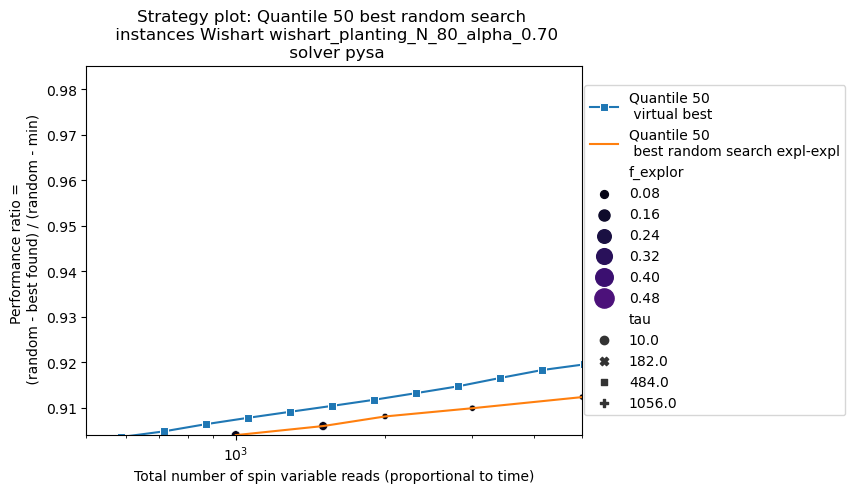 Strategy plot: Quantile 50 best random search
instances Wishart wishart_planting_N_80_alpha_0.70
solver pysa
Performance ratio =
(random - best found) / (random - min)
0.98
0.97
0.96
0.95
0.94
0.93
0.92
0.91
10^3
Total number of spin variable reads (proportional to time)
Quantile 50
virtual best
Quantile 50
best random search expl-expl
f_explor
0.08
0.16
0.24
0.32
0.40
0.48
tau
10.0
182.0
484.0
1056.0